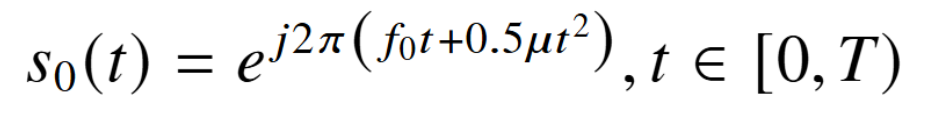 s₀(t) = e^{j2π(f₀t+0.5μt²)}, t ∈ [0, T)